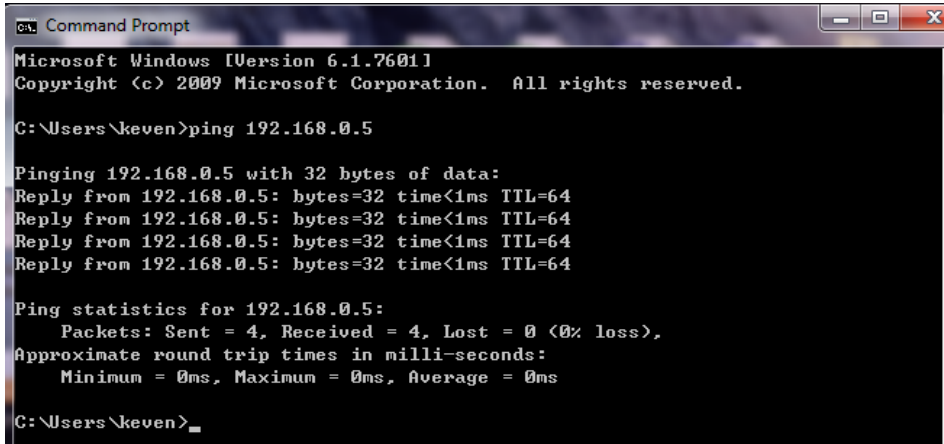 Command Prompt
Microsoft Windows [Version 6.1.7601]
Copyright (c) 2009 Microsoft Corporation.  All rights reserved.
C:\Users\keven>ping 192.168.0.5
Pinging 192.168.0.5 with 32 bytes of data:
Reply from 192.168.0.5: bytes=32 time<1ms TTL=64
Reply from 192.168.0.5: bytes=32 time<1ms TTL=64
Reply from 192.168.0.5: bytes=32 time<1ms TTL=64
Reply from 192.168.0.5: bytes=32 time<1ms TTL=64
Ping statistics for 192.168.0.5:
    Packets: Sent = 4, Received = 4, Lost = 0 (0% loss),
Approximate round trip times in milli-seconds:
    Minimum = 0ms, Maximum = 0ms, Average = 0ms
C:\Users\keven>_